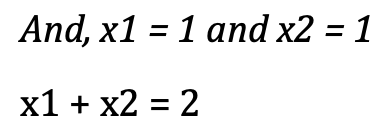 And, x1 = 1 and x2 = 1
x1 + x2 = 2